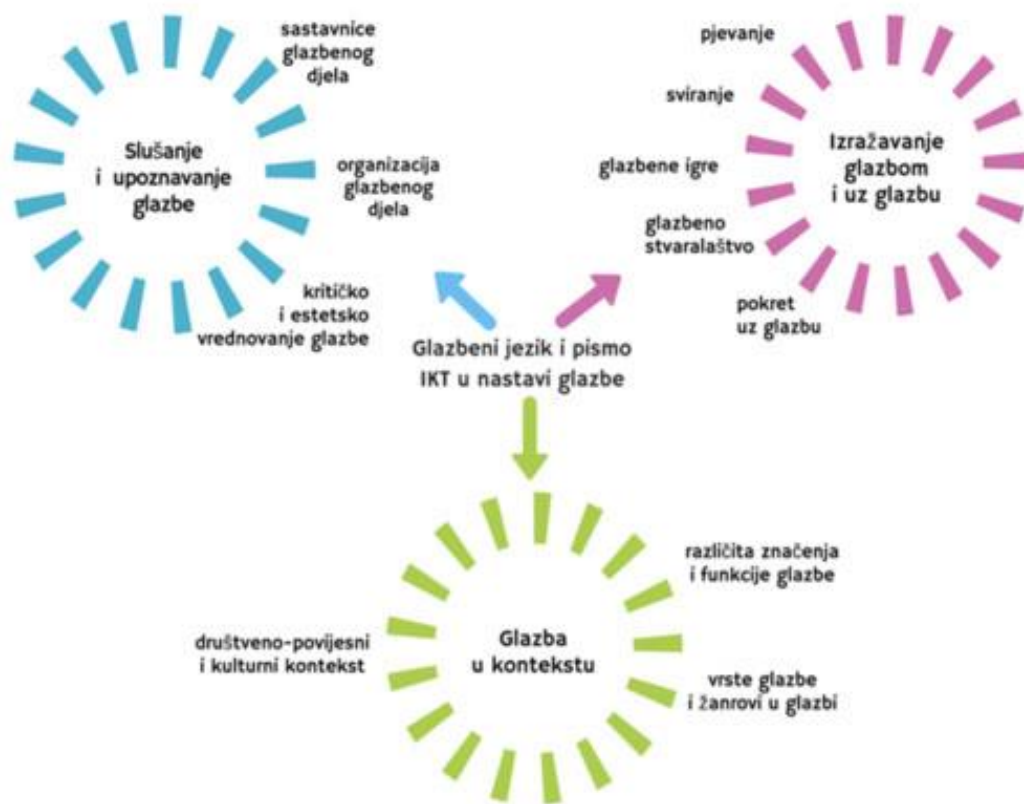 sastavnice
glazbenog
djela
Slušanje
i upoznavanje
glazbe
organizacija
glazbenog
djela
kritičko
i estetsko
vrednovanje glazbe
pjevanje
sviranje
glazbene igre
glazbeno
stvaralaštvo
pokret
uz glazbu
Izražavanje
glazbom
i uz glazbu
Glazbeni jezik i pismo
IKT u nastavi glazbe
različita značenja
i funkcije glazbe
društveno-povijesni
i kulturni kontekst
Glazba
u kontekstu
vrste glazbe
i žanrovi u glazbi